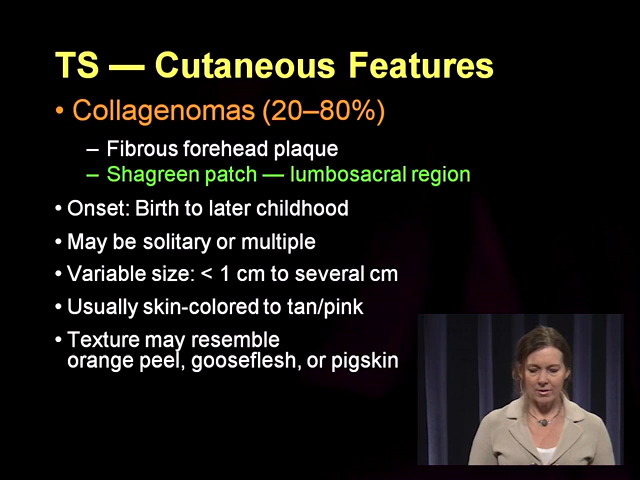 TS — Cutaneous Features
• Collagenomas (20–80%)
– Fibrous forehead plaque
– Shagreen patch — lumbosacral region
• Onset: Birth to later childhood
• May be solitary or multiple
• Variable size: < 1 cm to several cm
• Usually skin-colored to tan/pink
• Texture may resemble
orange peel, gooseflesh, or pigskin